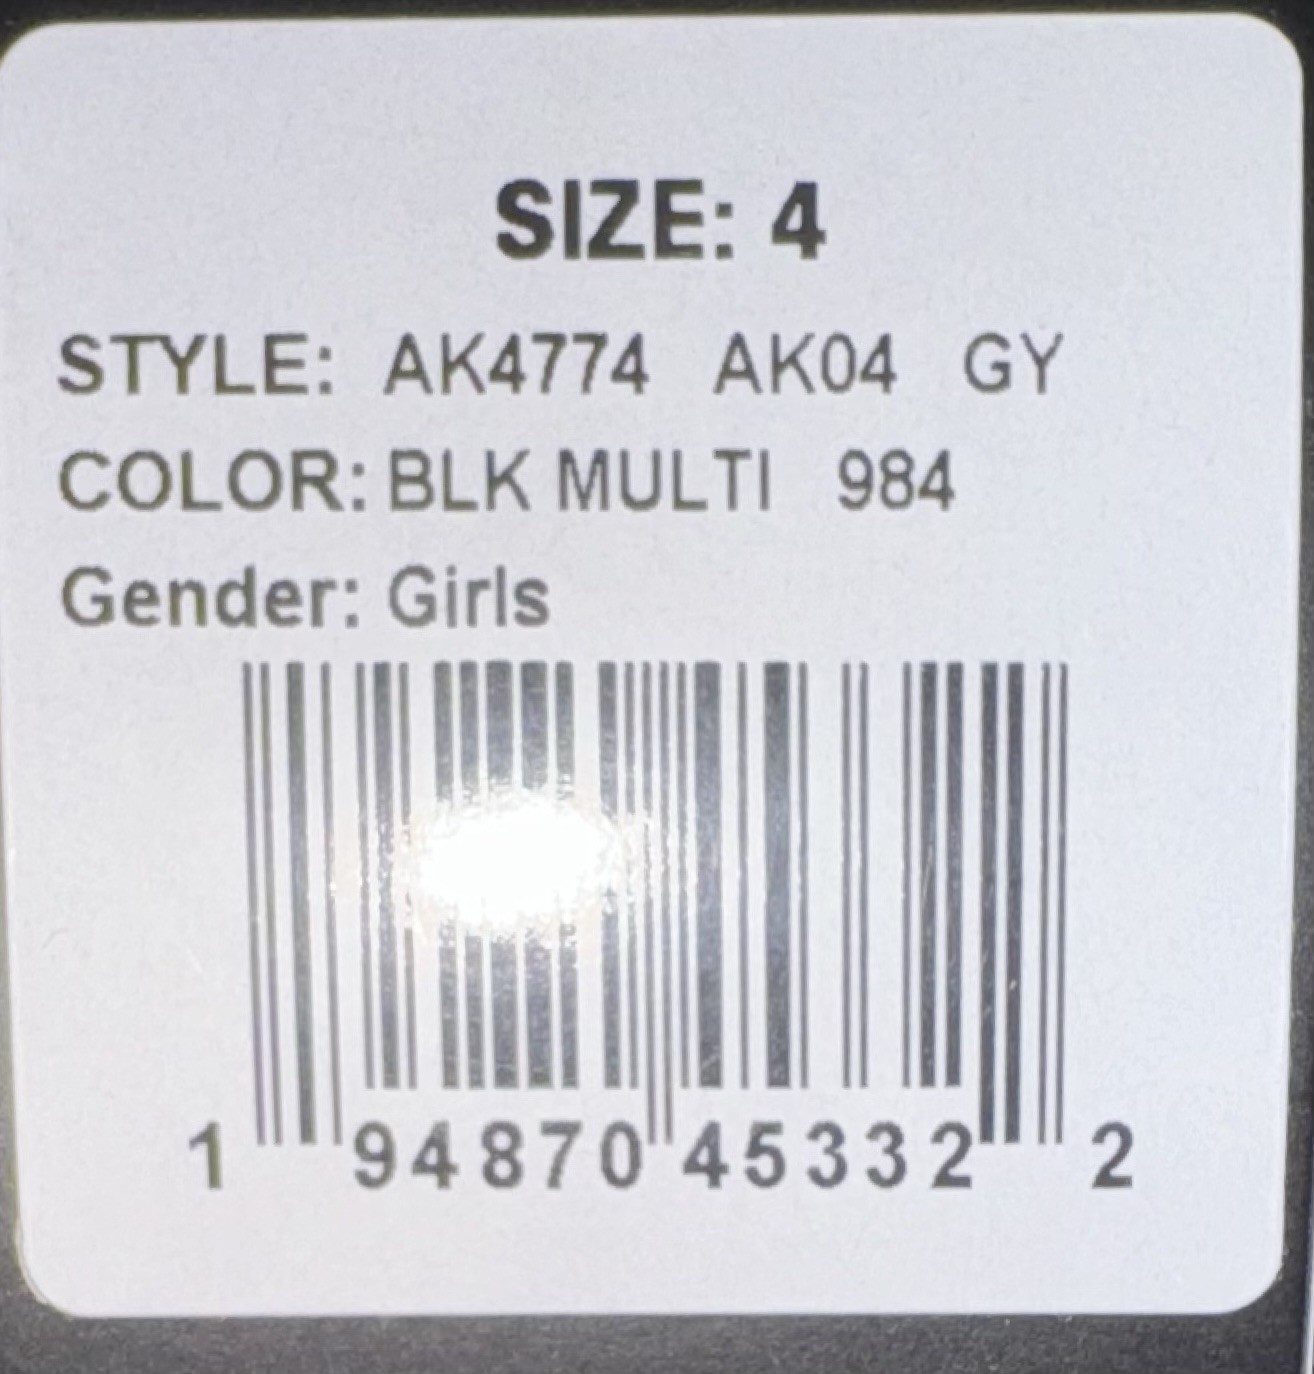 SIZE: 4
STYLE: AK4774 AK04 GY
COLOR: BLK MULTI 984
Gender: Girls
1 94870 45332 2